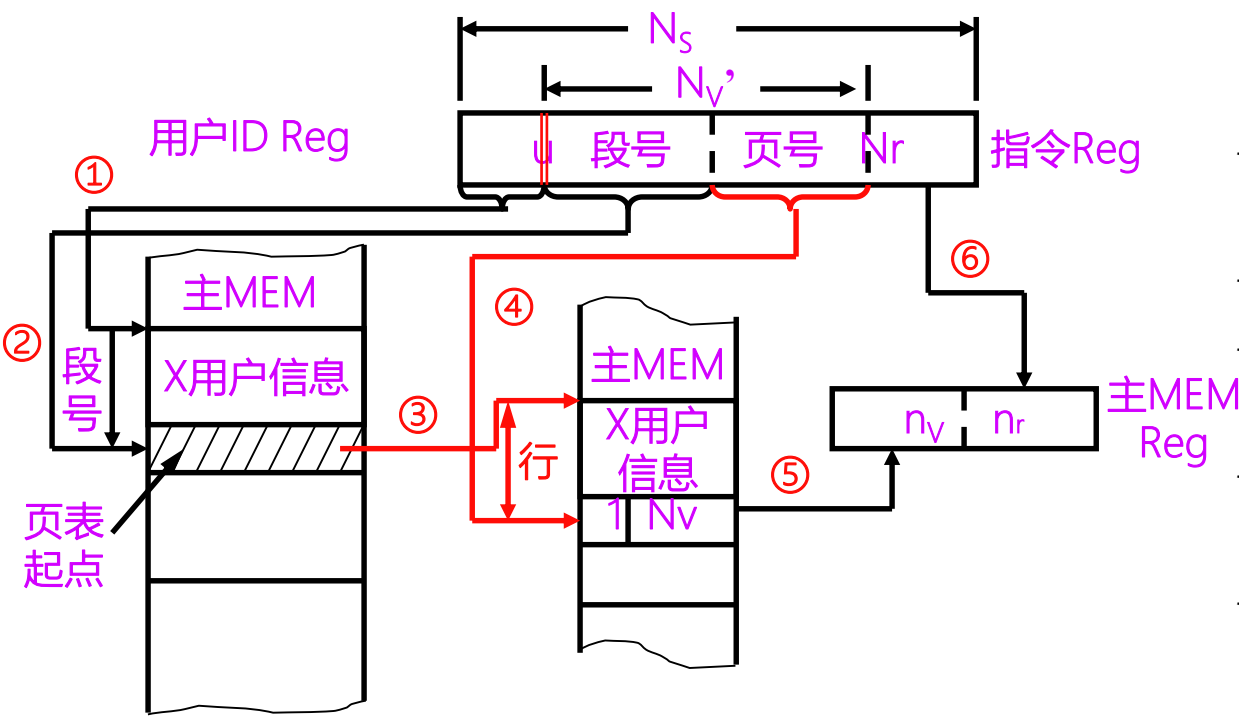 Ns
Nv’
用户ID Reg
u 段号 页号 Nr
指令Reg
①
②
③
④
⑤
⑥
主MEM
X用户信息
段
号
页表
起点
主MEM
X用户
信息
1 Nv
行
nv nr
主MEM
Reg